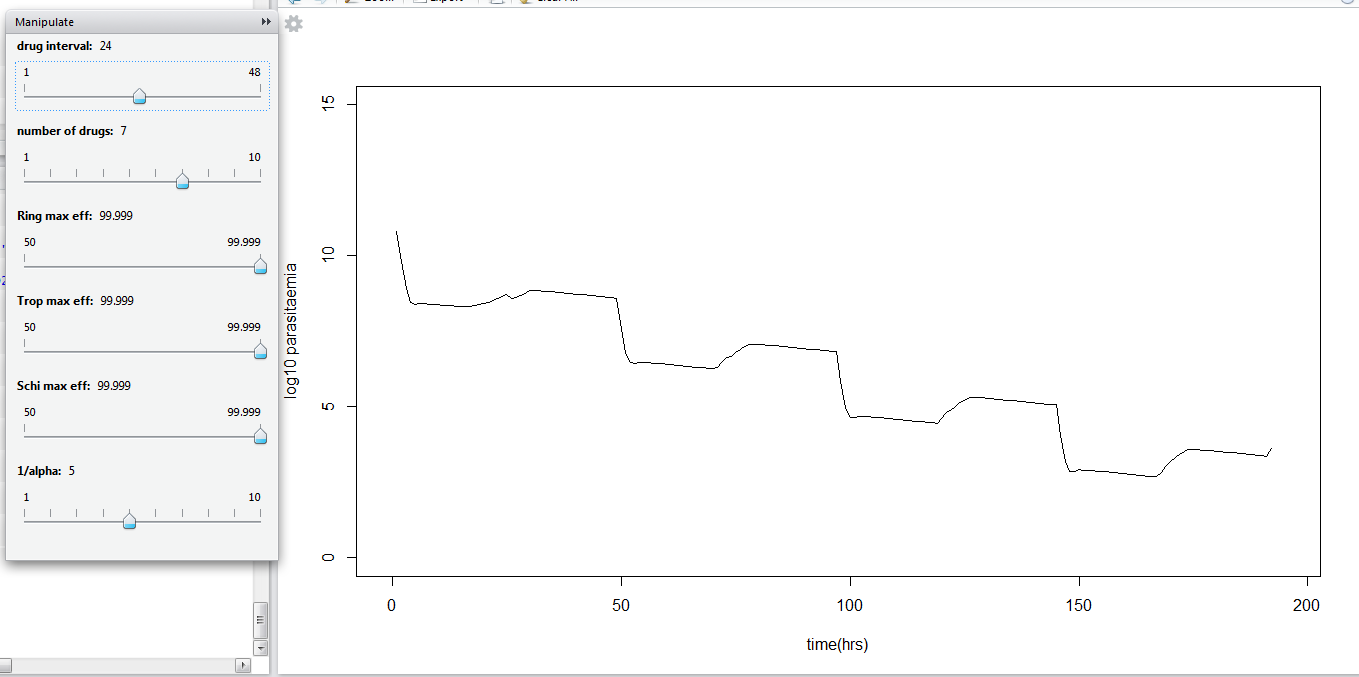 Manipulate
drug interval: 24
1 48
number of drugs: 7
1 10
Ring max eff: 99.999
50 99.999
Trop max eff: 99.999
50 99.999
Schi max eff: 99.999
50 99.999
1/alpha: 5
1 10
15
10
5
0
log10 parasitaemia
0 50 100 150 200
time(hrs)